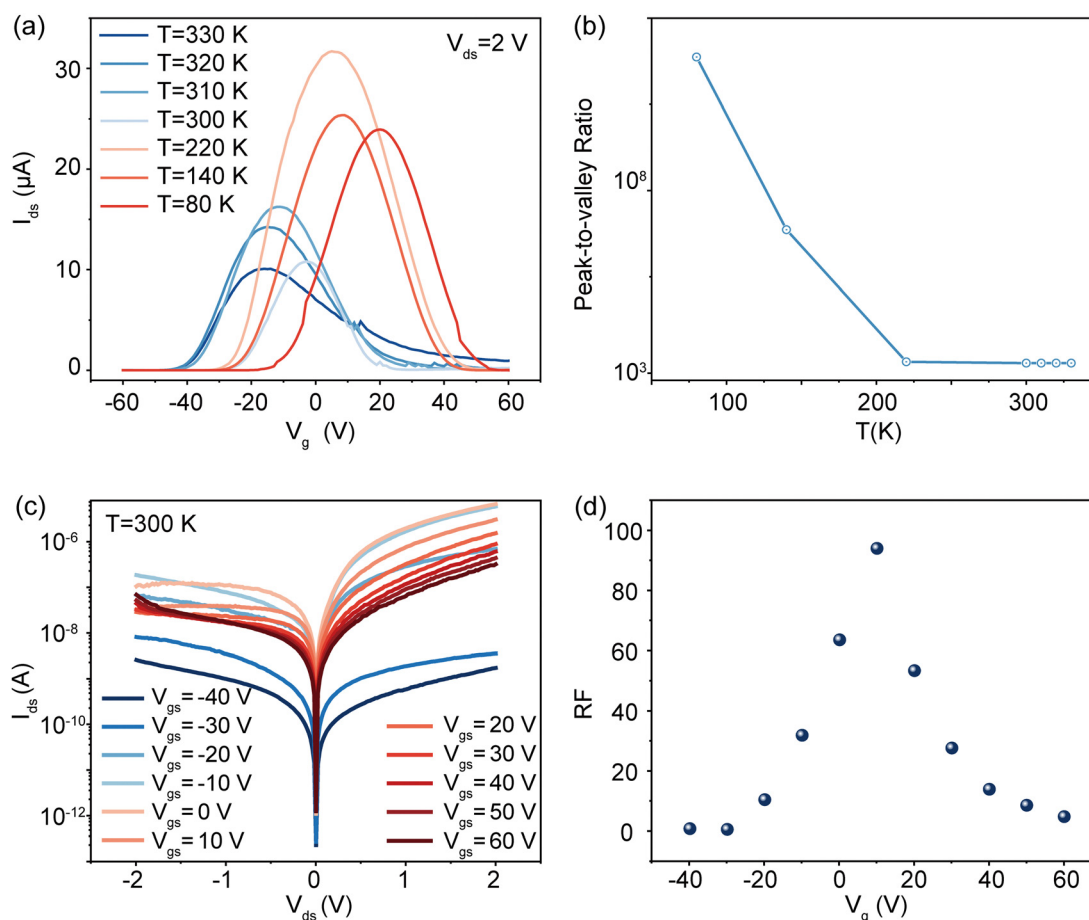 (a)
T=330 K
T=320 K
T=310 K
T=300 K
T=220 K
T=140 K
T=80 K
V_ds=2 V
I_ds (μA)
30
20
10
0
-60 -40 -20 0 20 40 60
V_g (V)
(b)
Peak-to-valley Ratio
10^8
10^3
100 200 300
T(K)
(c)
T=300 K
I_ds(A)
10^-6
10^-8
10^-10
10^-12
V_gs= -40 V
V_gs= -30 V
V_gs= -20 V
V_gs= -10 V
V_gs= 0 V
V_gs= 10 V
V_gs= 20 V
V_gs= 30 V
V_gs= 40 V
V_gs= 50 V
V_gs= 60 V
-2 -1 0 1 2
V_ds (V)
(d)
RF
100
80
60
40
20
0
-40 -20 0 20 40 60
V_g (V)